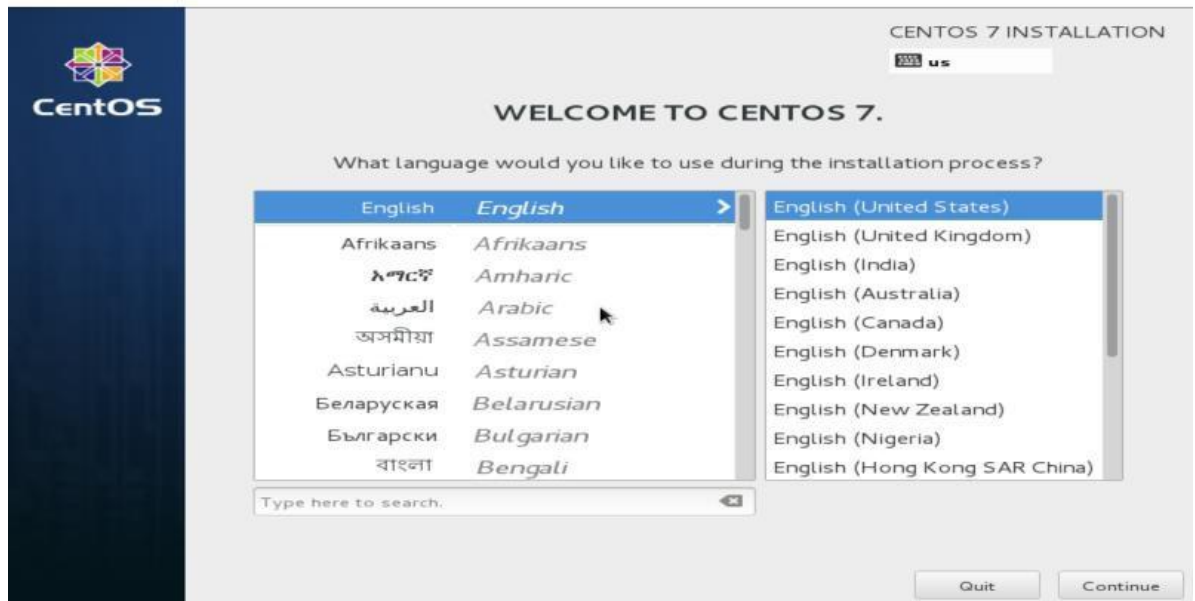 CentOS
CENTOS 7 INSTALLATION
us
WELCOME TO CENTOS 7.
What language would you like to use during the installation process?
English English
Afrikaans Afrikaans
አማርኛ Amharic
العربية Arabic
অসমীয়া Assamese
Asturianu Asturian
Беларуская Belarusian
Български Bulgarian
বাংলা Bengali
English (United States)
English (United Kingdom)
English (India)
English (Australia)
English (Canada)
English (Denmark)
English (Ireland)
English (New Zealand)
English (Nigeria)
English (Hong Kong SAR China)
Type here to search.
Quit Continue